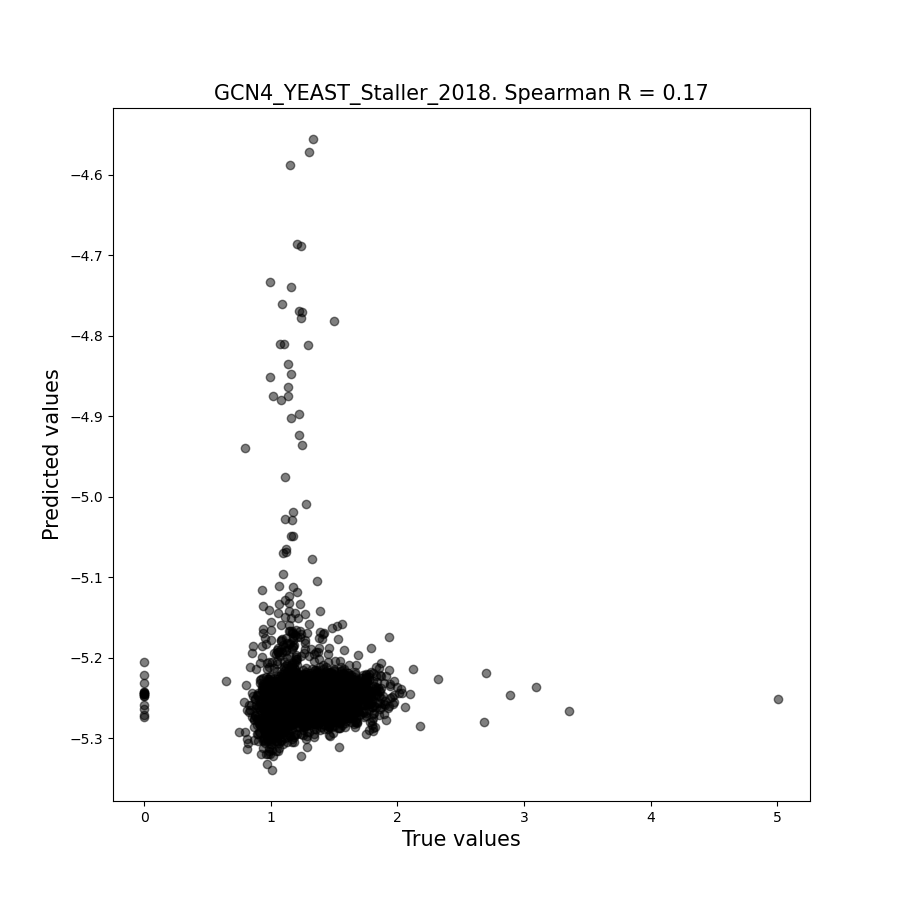 GCN4_YEAST_Staller_2018. Spearman R = 0.17
−4.6
−4.7
−4.8
−4.9
−5.0
−5.1
−5.2
−5.3
Predicted values
0 1 2 3 4 5
True values